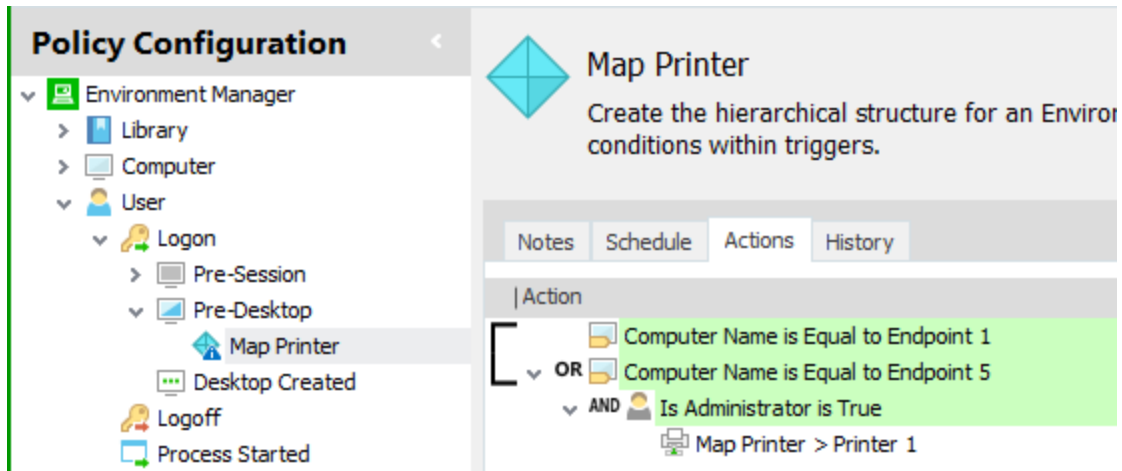 Policy Configuration
Environment Manager
Library
Computer
User
Logon
Pre-Session
Pre-Desktop
Map Printer
Desktop Created
Logoff
Process Started
Map Printer
Create the hierarchical structure for an Enviro
conditions within triggers.
Notes Schedule Actions History
Action
Computer Name is Equal to Endpoint 1
OR Computer Name is Equal to Endpoint 5
AND Is Administrator is True
Map Printer > Printer 1